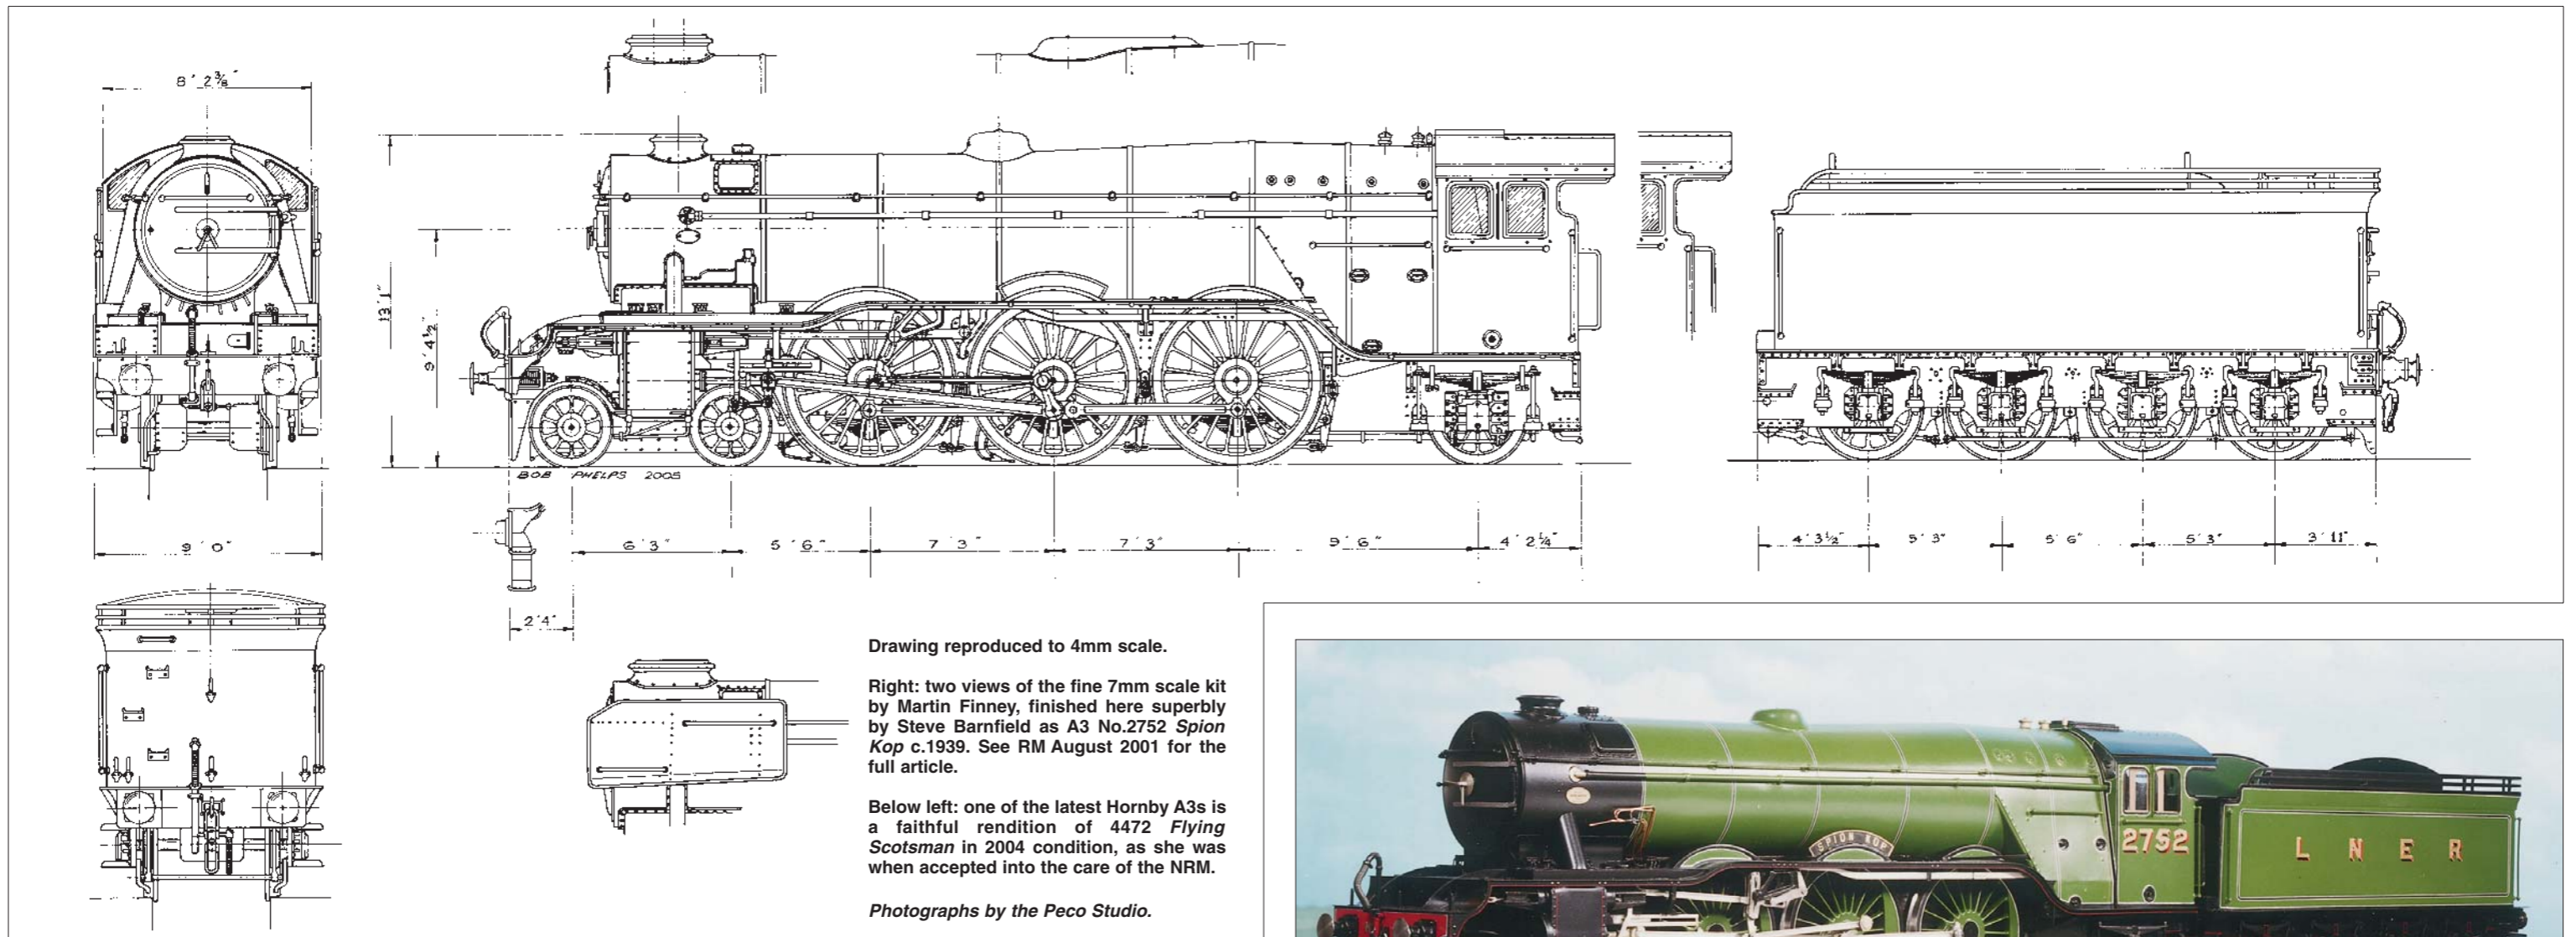 8' 2⅜"
13' 1"
9' 4½"
BOB PHELPS 2005
9' 0"
6' 3"
5' 6"
7' 3"
7' 3"
9' 6"
4' 2¼"
4' 3½"
5' 3"
5' 6"
5' 3"
3' 11"
2' 4"
Drawing reproduced to 4mm scale.
Right: two views of the fine 7mm scale kit
by Martin Finney, finished here superbly
by Steve Barnfield as A3 No.2752 Spion
Kop c.1939. See RM August 2001 for the
full article.
Below left: one of the latest Hornby A3s is
a faithful rendition of 4472 Flying
Scotsman in 2004 condition, as she was
when accepted into the care of the NRM.
Photographs by the Peco Studio.
SPION KOP
2752
L N E R